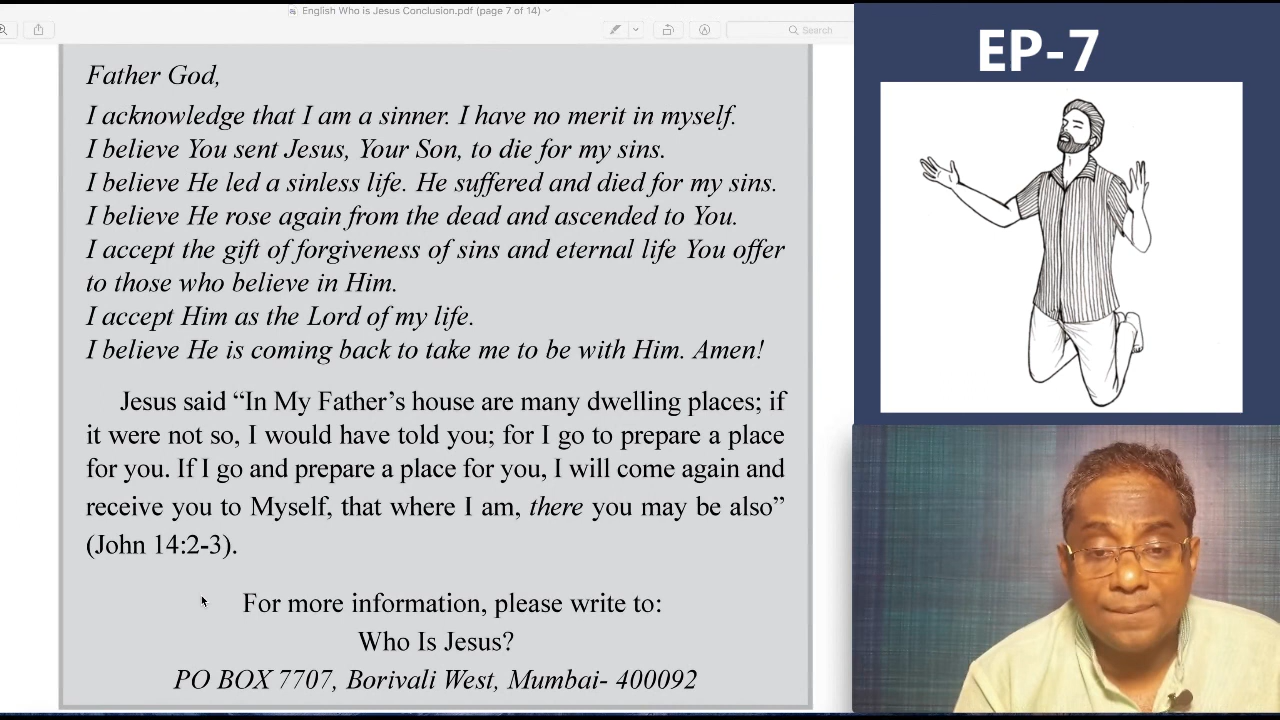 English Who is Jesus Conclusion.pdf (page 7 of 14)
Search
EP-7
Father God,
I acknowledge that I am a sinner. I have no merit in myself.
I believe You sent Jesus, Your Son, to die for my sins.
I believe He led a sinless life. He suffered and died for my sins.
I believe He rose again from the dead and ascended to You.
I accept the gift of forgiveness of sins and eternal life You offer
to those who believe in Him.
I accept Him as the Lord of my life.
I believe He is coming back to take me to be with Him. Amen!
Jesus said “In My Father’s house are many dwelling places; if
it were not so, I would have told you; for I go to prepare a place
for you. If I go and prepare a place for you, I will come again and
receive you to Myself, that where I am, there you may be also”
(John 14:2-3).
For more information, please write to:
Who Is Jesus?
PO BOX 7707, Borivali West, Mumbai- 400092